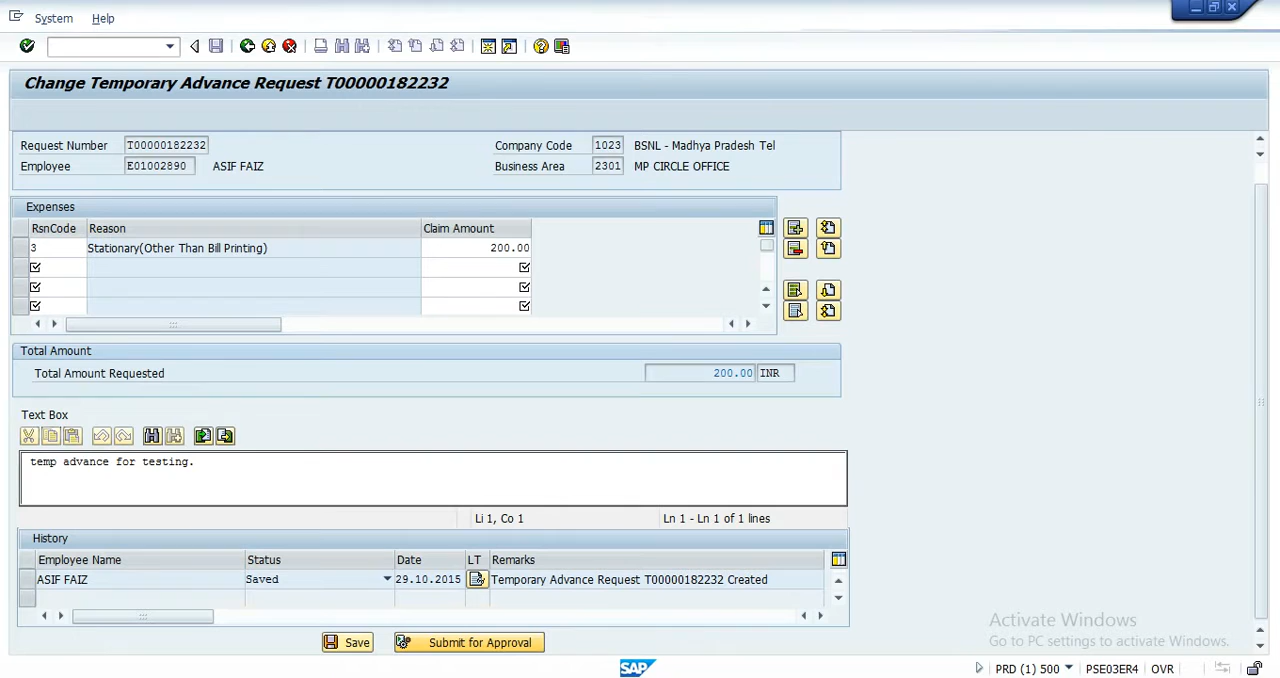 System Help
Change Temporary Advance Request T00000182232
Request Number T00000182232 Company Code 1023 BSNL - Madhya Pradesh Tel
Employee E01002890 ASIF FAIZ Business Area 2301 MP CIRCLE OFFICE
Expenses
RsnCode Reason Claim Amount
3 Stationary(Other Than Bill Printing) 200.00
Total Amount
Total Amount Requested 200.00 INR
Text Box
temp advance for testing.
Li 1, Co 1 Ln 1 - Ln 1 of 1 lines
History
Employee Name Status Date LT Remarks
ASIF FAIZ Saved 29.10.2015 Temporary Advance Request T00000182232 Created
Activate Windows
Go to PC settings to activate Windows.
Save Submit for Approval
SAP PRD (1) 500 PSE03ER4 OVR